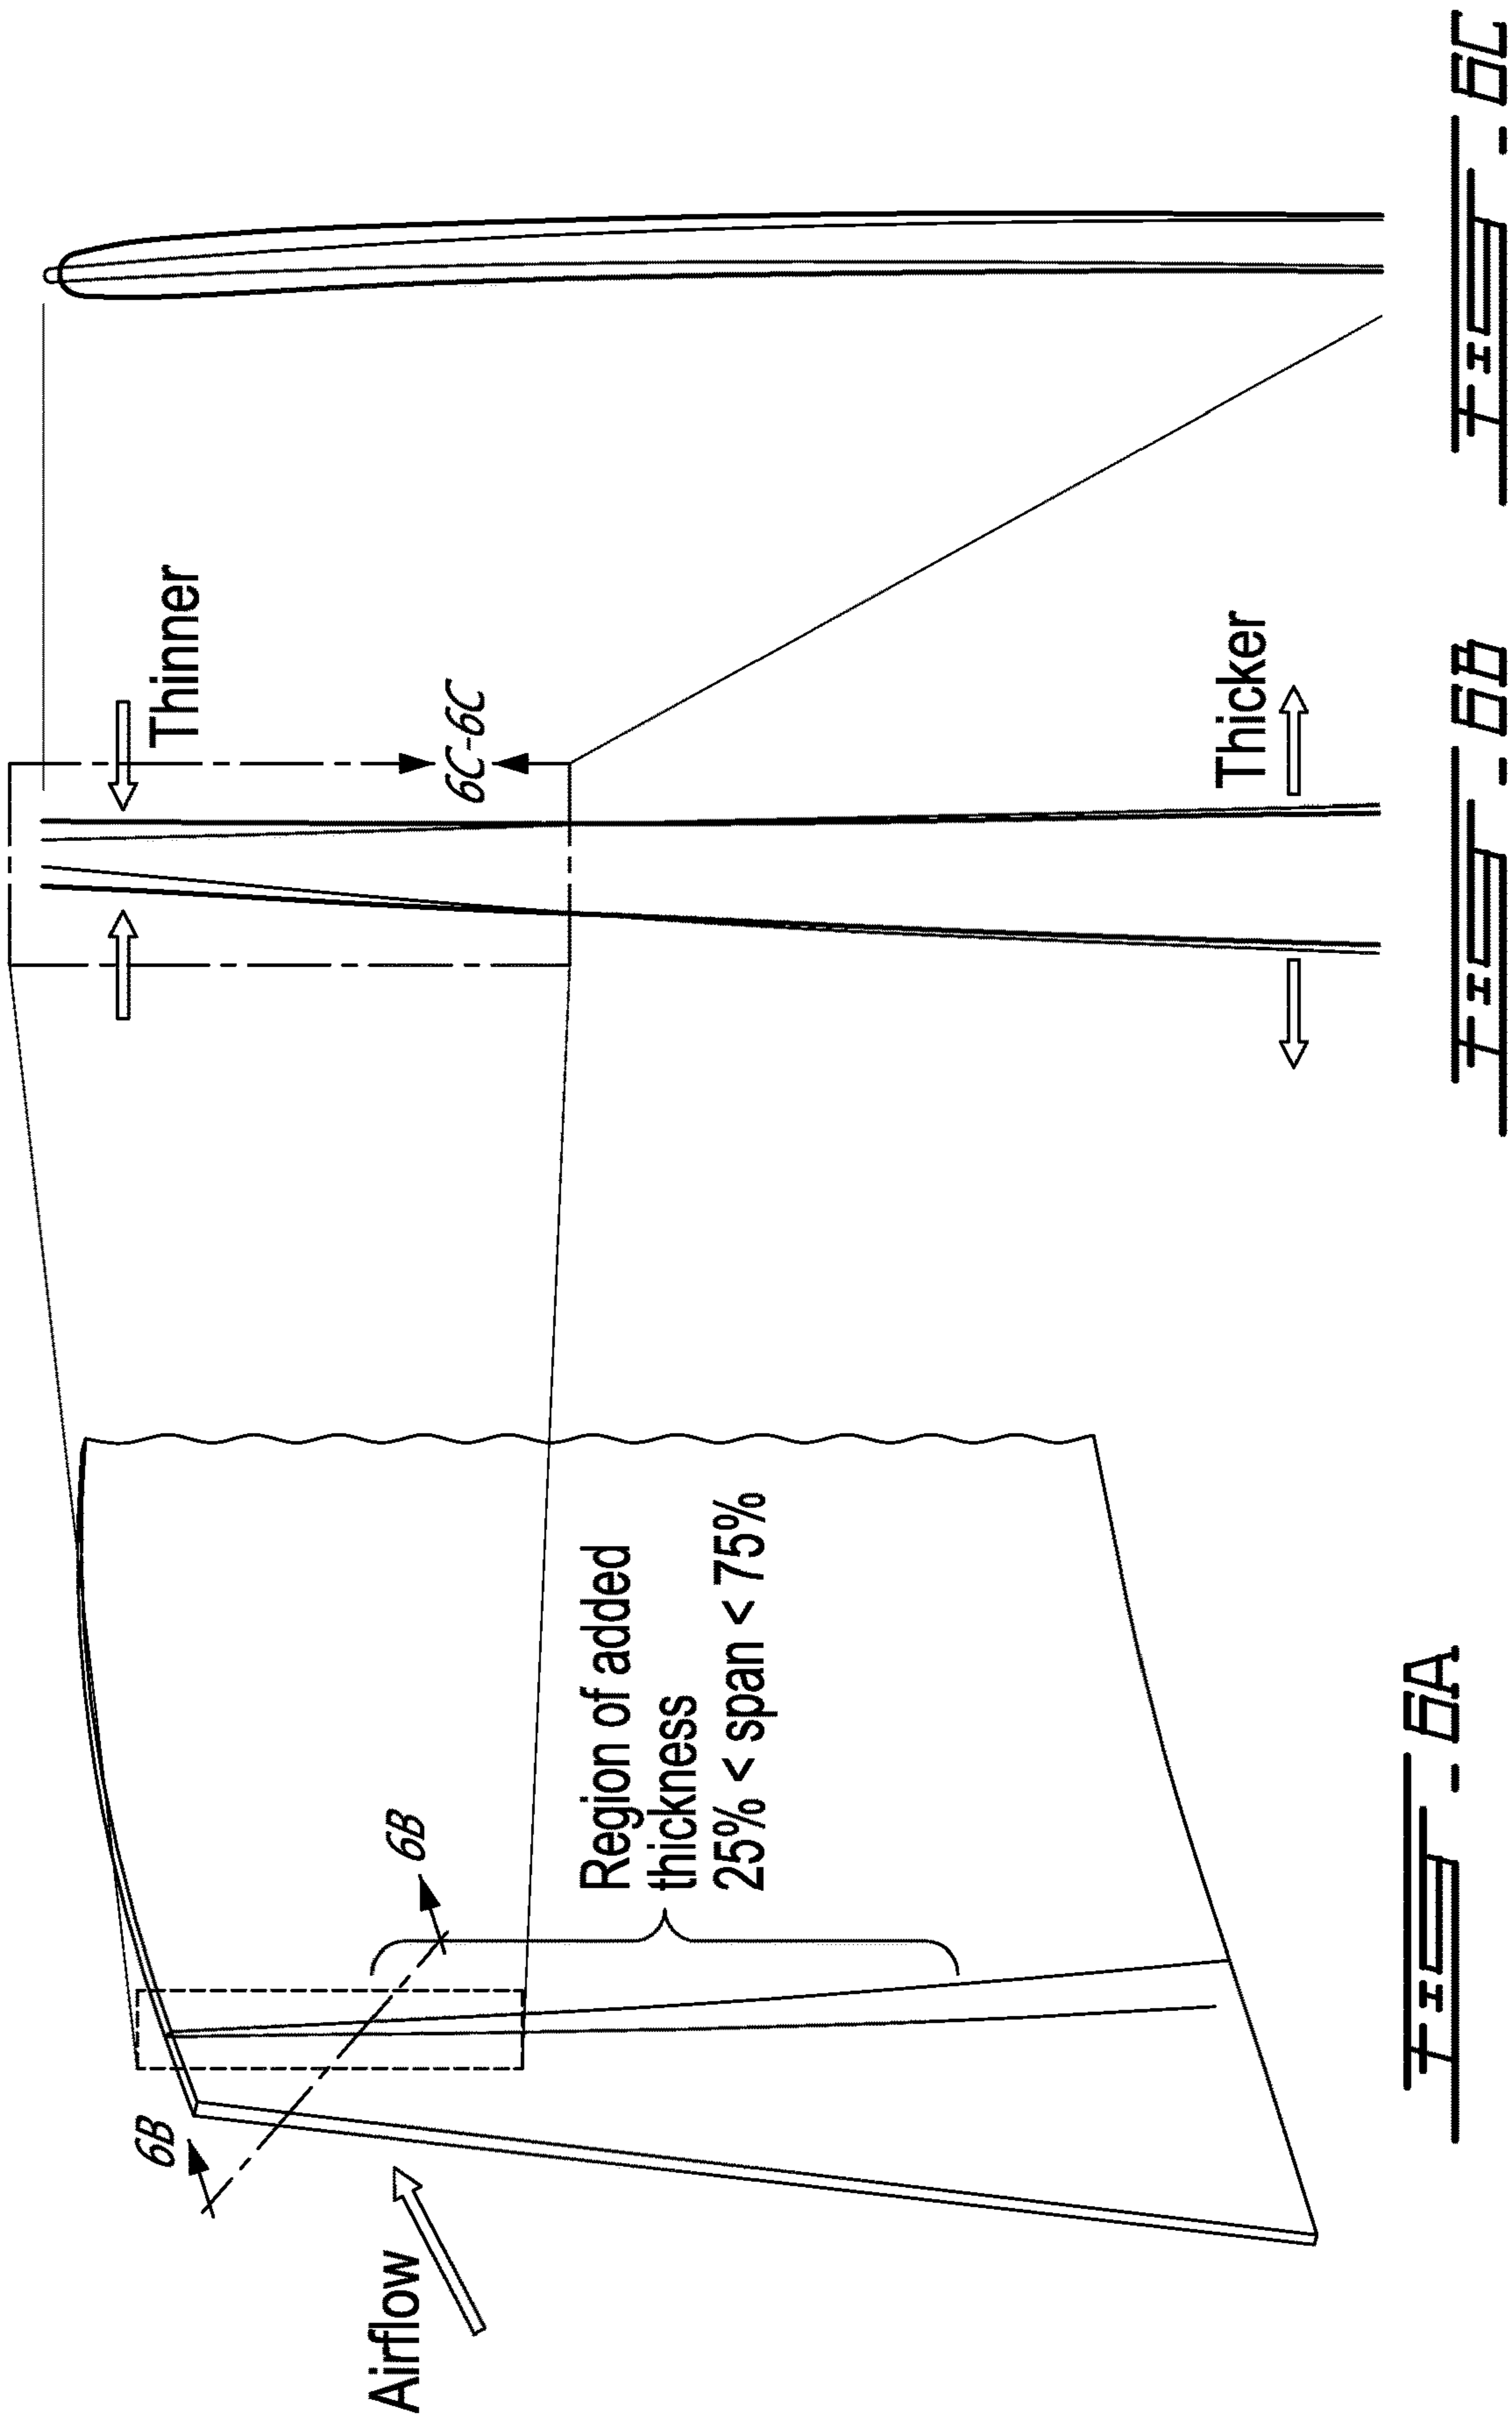 6B
6B
Airflow
Region of added
thickness
25% < span < 75%
FIG - 6A
Thinner
6C-6C
Thicker
FIG - 6B
FIG - 6C